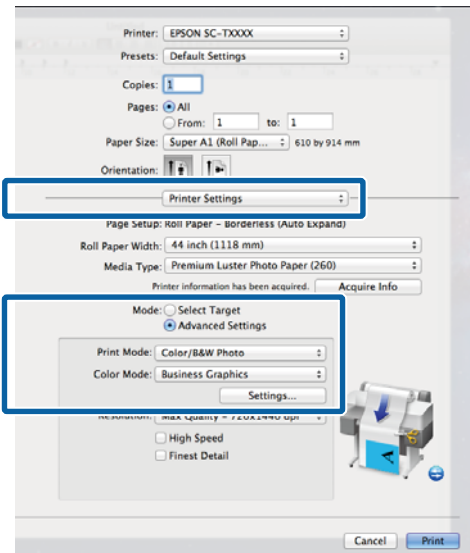 Printer: EPSON SC-TXXXX
Presets: Default Settings
Copies: 1
Pages: All
From: 1 to: 1
Paper Size: Super A1 (Roll Pap... 610 by 914 mm
Orientation:
Printer Settings
Page Setup: Roll Paper - Borderless (Auto Expand)
Roll Paper Width: 44 inch (1118 mm)
Media Type: Premium Luster Photo Paper (260)
Printer information has been acquired. Acquire Info
Mode: Select Target
Advanced Settings
Print Mode: Color/B&W Photo
Color Mode: Business Graphics
Settings...
Resolution: Max Quality - 720x1440 dpi
High Speed
Finest Detail
A
Cancel Print